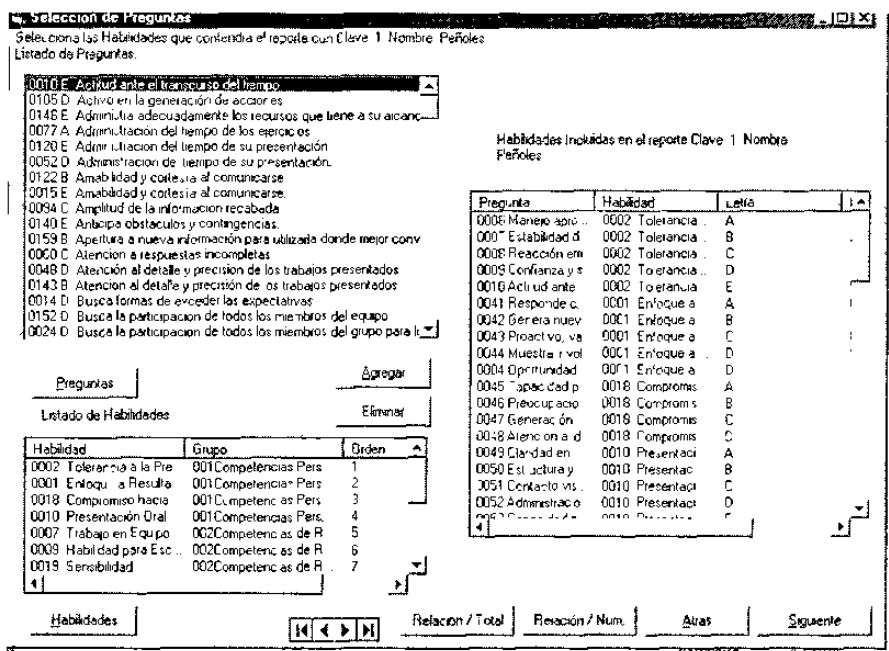 Selección de Preguntas
Selecciona las Habilidades que contendra el reporte con Clave 1 Nombre Peñoles
Listado de Preguntas.
0010 E Actitud ante el transcurso del tiempo
0105 D Activo en la generación de acciones
0146 E Administra adecuadamente los recursos que tiene a su alcanc
0077 A Administración del tiempo de los ejercicios
0120 E Administración del tiempo de su presentación
0052 D Administracion de tiempo de su presentación.
0122 B Amabilidad y cortesia al comunicarse
0015 E Amabilidad y cortesia al comunicarse.
0094 C Amplitud de la informacion recabada
0140 E Anticipa obstaculos y contingencias.
0159 B Apertura a nueva información para utilizarla donde mejor conv
0060 C Atencion a respuestas incompletas
0048 D Atención al detalle y precision de los trabajos presentados
0143 B Atencion al detalle y precisión de los trabajos presentados
0014 D Busca formas de exceder las expectativas
0152 D Busca la participacion de todos los miembros del equipo
0024 D Busca la participacion de todos los miembros del grupo para l
Preguntas
Agregar
Listado de Habilidades
Eliminar
Habilidad Grupo Orden
0002 Tolerancia a la Pre 001Competencias Pers 1
0001 Enfoque a Resulta 001Competencias Pers 2
0018 Compromiso hacia 001Competencias Pers 3
0010 Presentación Oral 001Competencias Pers. 4
0007 Trabajo en Equipo 002Competencias de R 5
0009 Habilidad para Esc... 002Competencias de R 6
0019 Sensibilidad 002Competencias de R... 7
Habilidades Incluidas en el reporte Clave 1 Nombre
Peñoles
Pregunta Habilidad Letra
0006 Manejo apro... 0002 Tolerancia... A
0007 Estabilidad d 0002 Tolerancia... B
0008 Reacción em 0002 Tolerancia C
0009 Confianza y s 0002 Tolerancia D
0010 Actitud ante 0002 Tolerancia E
0041 Responde c. 0001 Enfoque a A
0042 Genera nuev 0001 Enfoque a B
0043 Proactivo, va 0001 Enfoque a C
0044 Muestra vol 0001 Enfoque a... D
0004 Oportunidad 0001 Enfoque a D
0045 Capacidad p 0018 Compromis A
0046 Preocupacio 0018 Compromis B
0047 Generación 0018 Compromis C
0048 Atencion a d 0018 Compromis
0049 Claridad en 0010 Presentaci A
0050 Estructura y 0010 Presentac B
0051 Contacto vis... 0010 Presentaci C
0052 Administracio 0010 Presentaci D
Habilidades
Relacion / Total
Relación / Num.
Atras
Siguiente